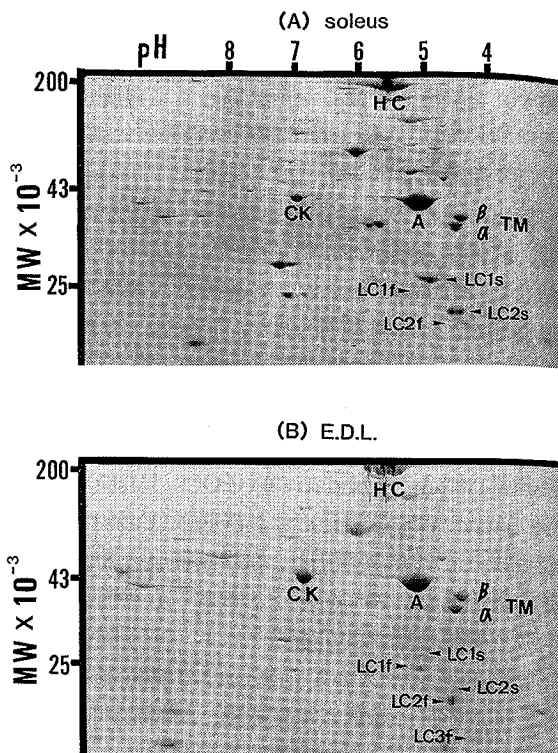 (A) soleus
pH 8 7 6 5 4
200
HC
43
CK
A
β
α
TM
MW X 10⁻³
25
LC1f
LC1s
LC2f
LC2s
(B) E.D.L.
200
HC
43
CK
A
β
α
TM
MW X 10⁻³
25
LC1f
LC1s
LC2f
LC2s
LC3f